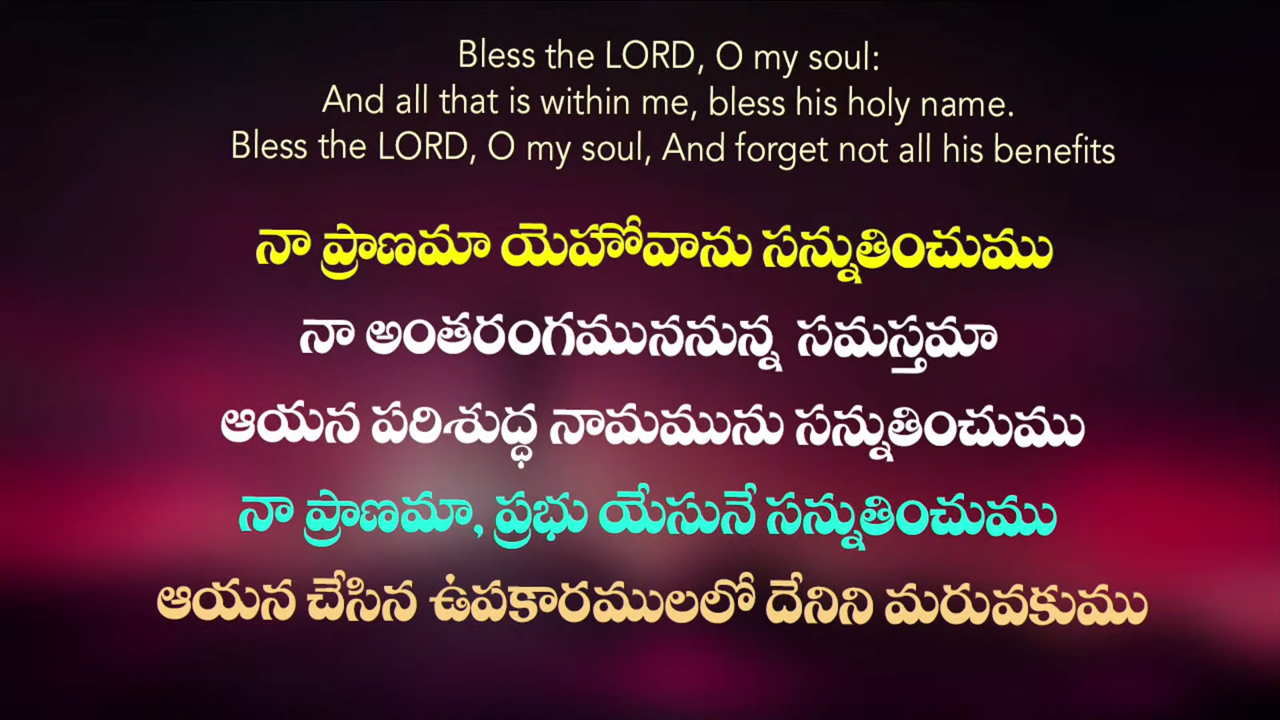 Bless the LORD, O my soul:
And all that is within me, bless his holy name.
Bless the LORD, O my soul, And forget not all his benefits
నా ప్రాణమా యెహోవాను సన్నుతించుము
నా అంతరంగముననున్న సమస్తమా
ఆయన పరిశుద్ధ నామమును సన్నుతించుము
నా ప్రాణమా, ప్రభు యేసునే సన్నుతించుము
ఆయన చేసిన ఉపకారములలో దేనిని మరువకుము